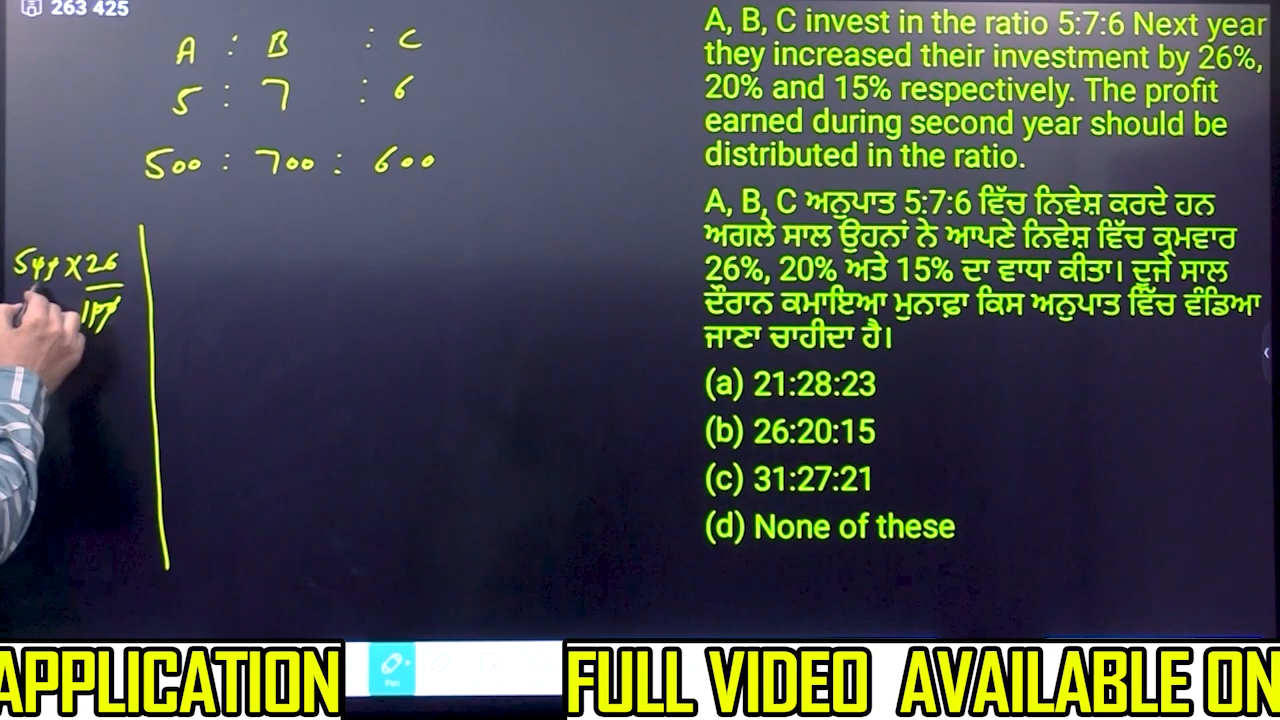 263 425
A : B : C
5 : 7 : 6
500 : 700 : 600
500 × 26
100
A, B, C invest in the ratio 5:7:6 Next year
they increased their investment by 26%,
20% and 15% respectively. The profit
earned during second year should be
distributed in the ratio.
A, B, C ਅਨੁਪਾਤ 5:7:6 ਵਿੱਚ ਨਿਵੇਸ਼ ਕਰਦੇ ਹਨ
ਅਗਲੇ ਸਾਲ ਉਹਨਾਂ ਨੇ ਆਪਣੇ ਨਿਵੇਸ਼ ਵਿੱਚ ਕ੍ਰਮਵਾਰ
26%, 20% ਅਤੇ 15% ਦਾ ਵਾਧਾ ਕੀਤਾ। ਦੂਜੇ ਸਾਲ
ਦੌਰਾਨ ਕਮਾਇਆ ਮੁਨਾਫ਼ਾ ਕਿਸ ਅਨੁਪਾਤ ਵਿੱਚ ਵੰਡਿਆ
ਜਾਣਾ ਚਾਹੀਦਾ ਹੈ।
(a) 21:28:23
(b) 26:20:15
(c) 31:27:21
(d) None of these
APPLICATION
FULL VIDEO AVAILABLE ON